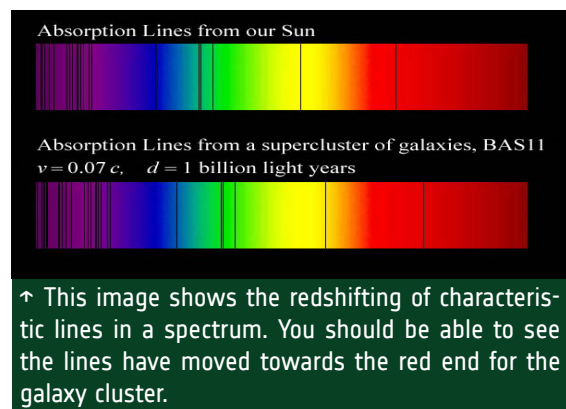 Absorption Lines from our Sun
Absorption Lines from a supercluster of galaxies, BAS11
v = 0.07 c, d = 1 billion light years
↑ This image shows the redshifting of characteris-
tic lines in a spectrum. You should be able to see
the lines have moved towards the red end for the
galaxy cluster.